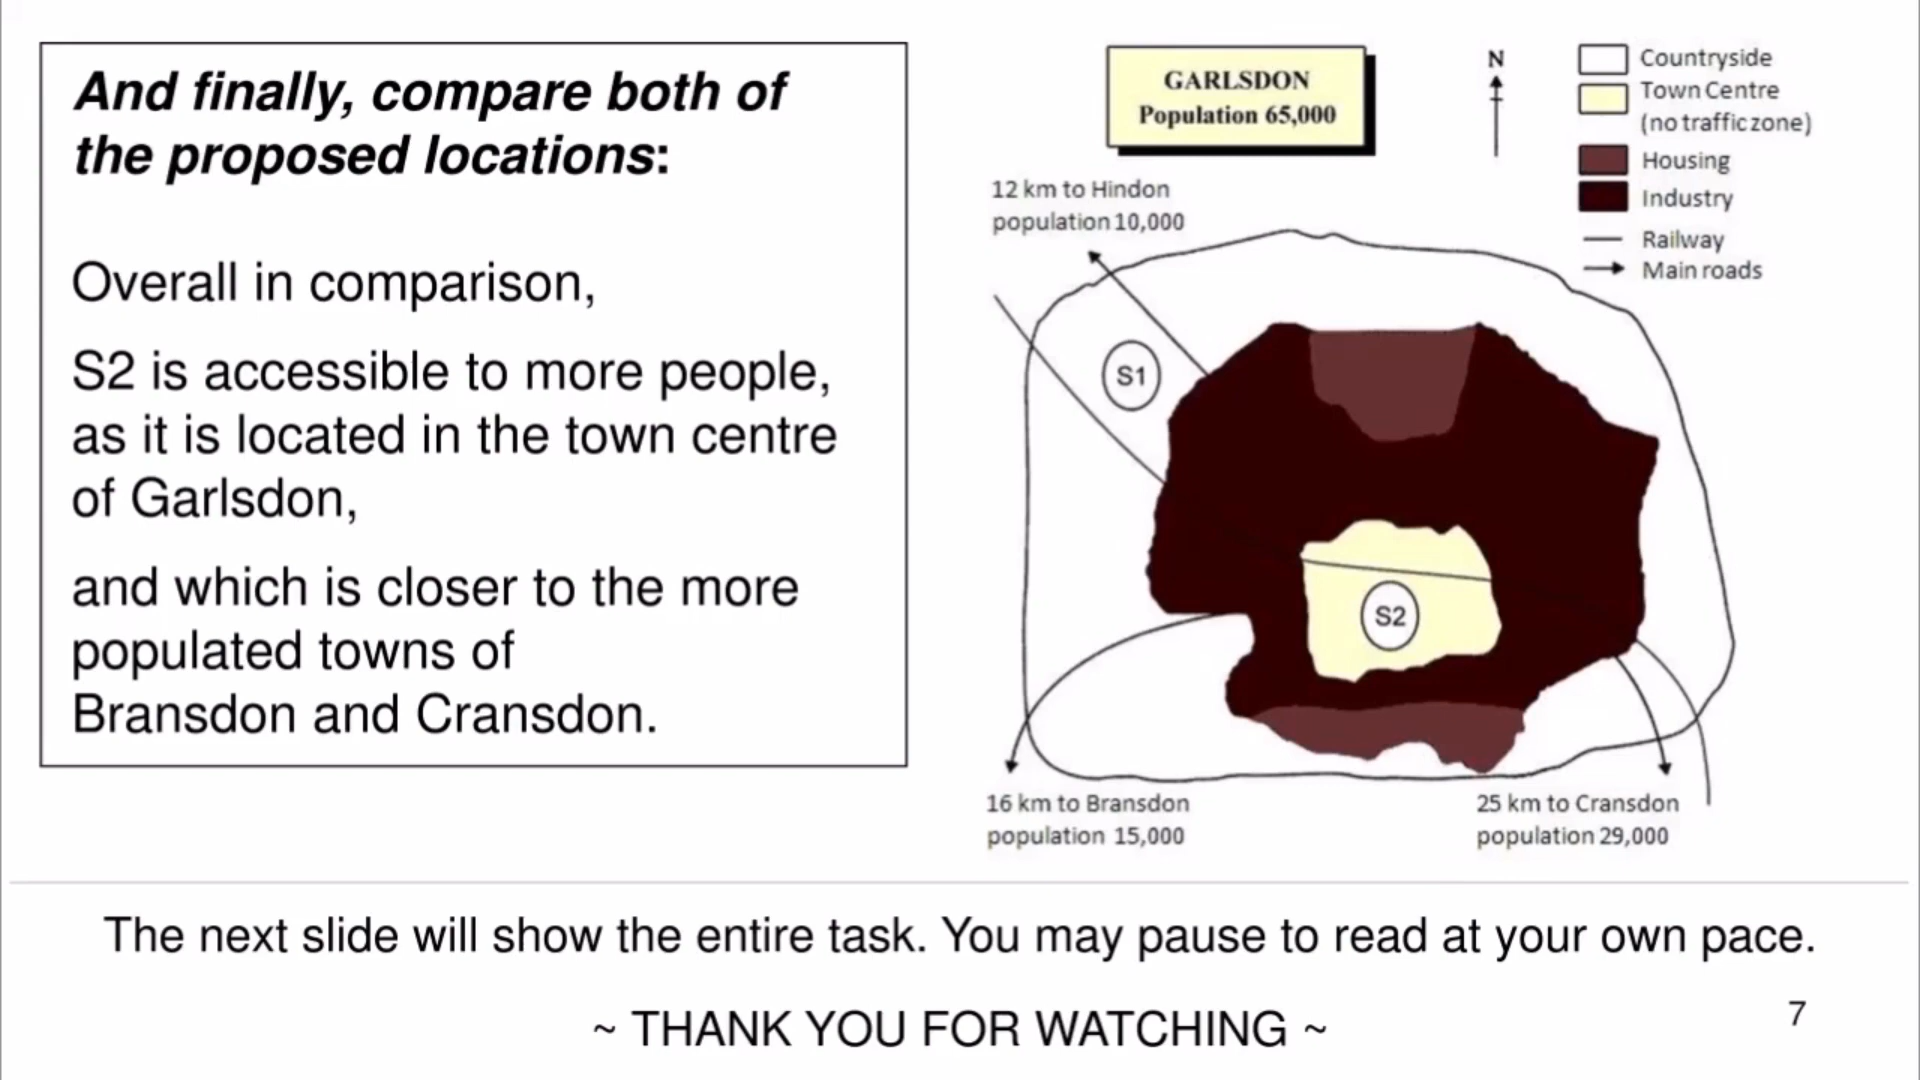 And finally, compare both of
the proposed locations:
Overall in comparison,
S2 is accessible to more people,
as it is located in the town centre
of Garlsdon,
and which is closer to the more
populated towns of
Bransdon and Cransdon.
GARLSDON
Population 65,000
N
Countryside
Town Centre
(no traffic zone)
Housing
Industry
Railway
Main roads
12 km to Hindon
population 10,000
S1
S2
16 km to Bransdon
population 15,000
25 km to Cransdon
population 29,000
The next slide will show the entire task. You may pause to read at your own pace.
~ THANK YOU FOR WATCHING ~
7